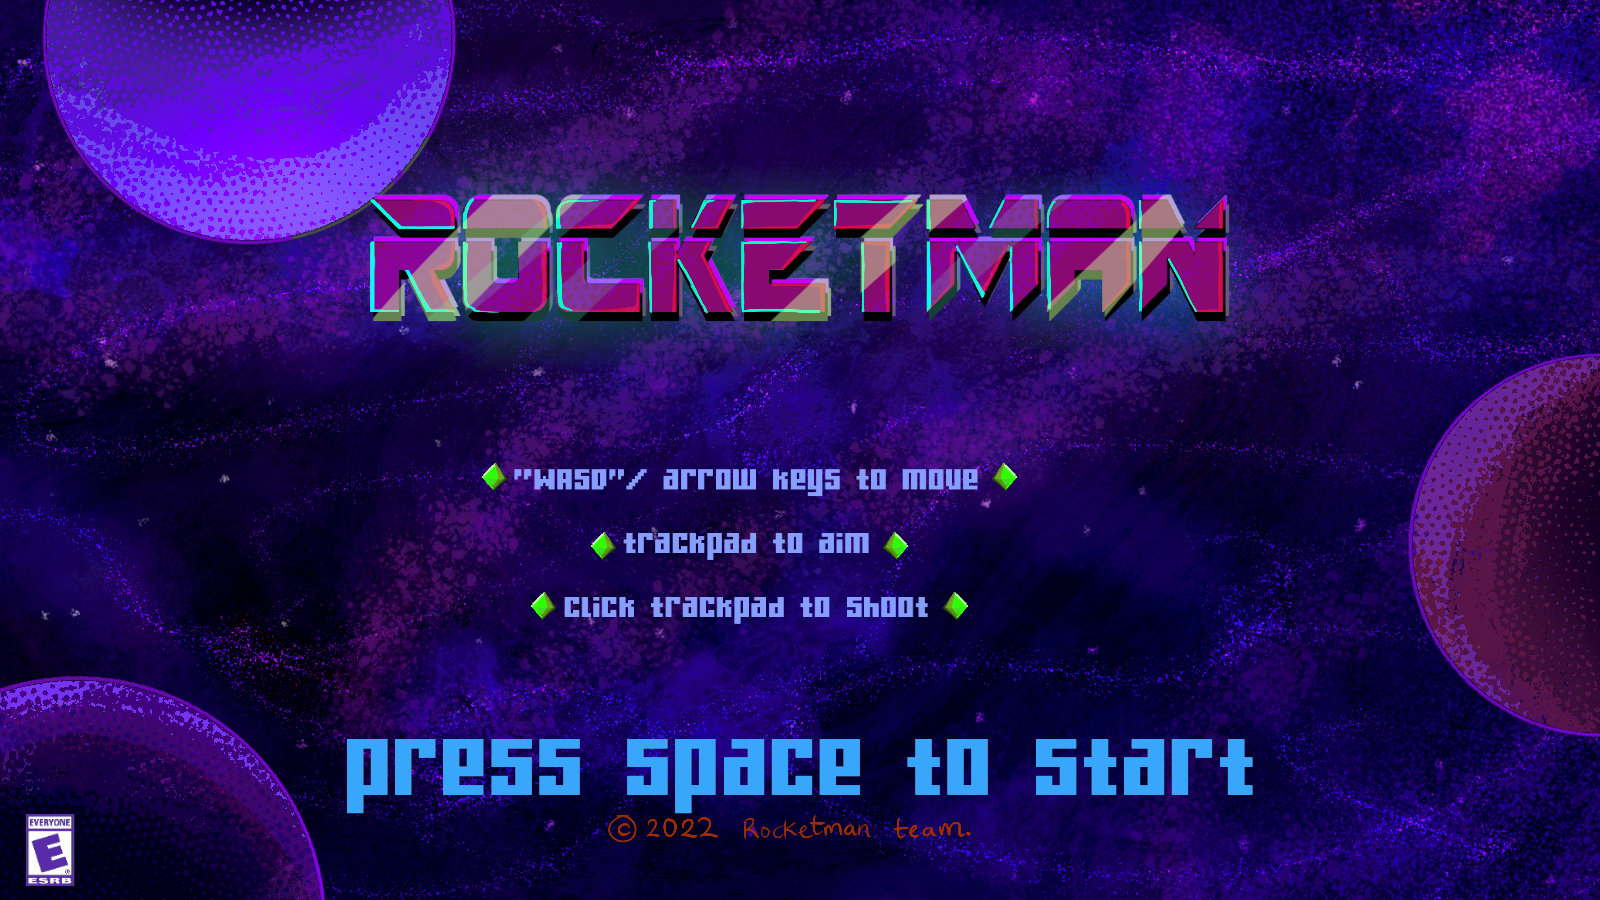 ROCKETMAN
"WASD"/ arrow keys to move
trackpad to aim
click trackpad to shoot
press space to start
© 2022 Rocketman team.
EVERYONE
E
®
ESRB